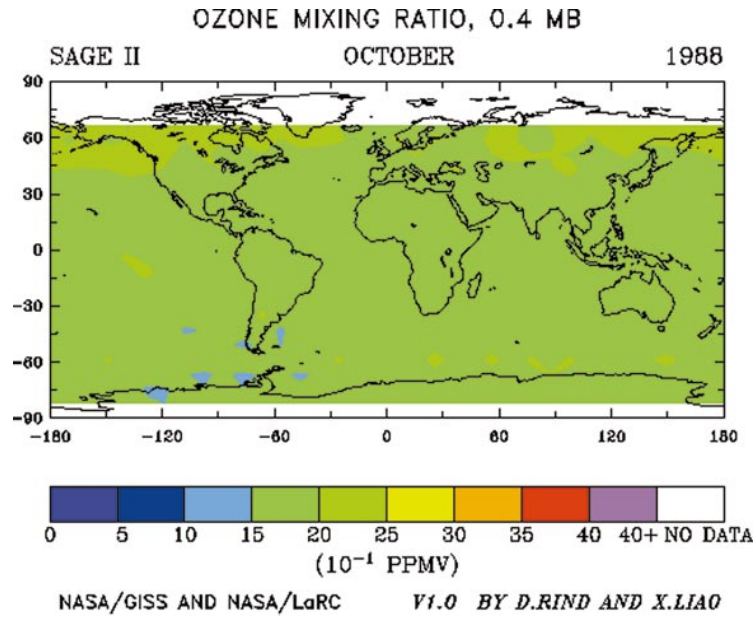 OZONE MIXING RATIO, 0.4 MB
SAGE II OCTOBER 1988
90
60
30
0
-30
-60
-90
-180 -120 -60 0 60 120 180
0 5 10 15 20 25 30 35 40 40+ NO DATA
(10⁻¹ PPMV)
NASA/GISS AND NASA/LaRC V1.0 BY D.RIND AND X.LIAO